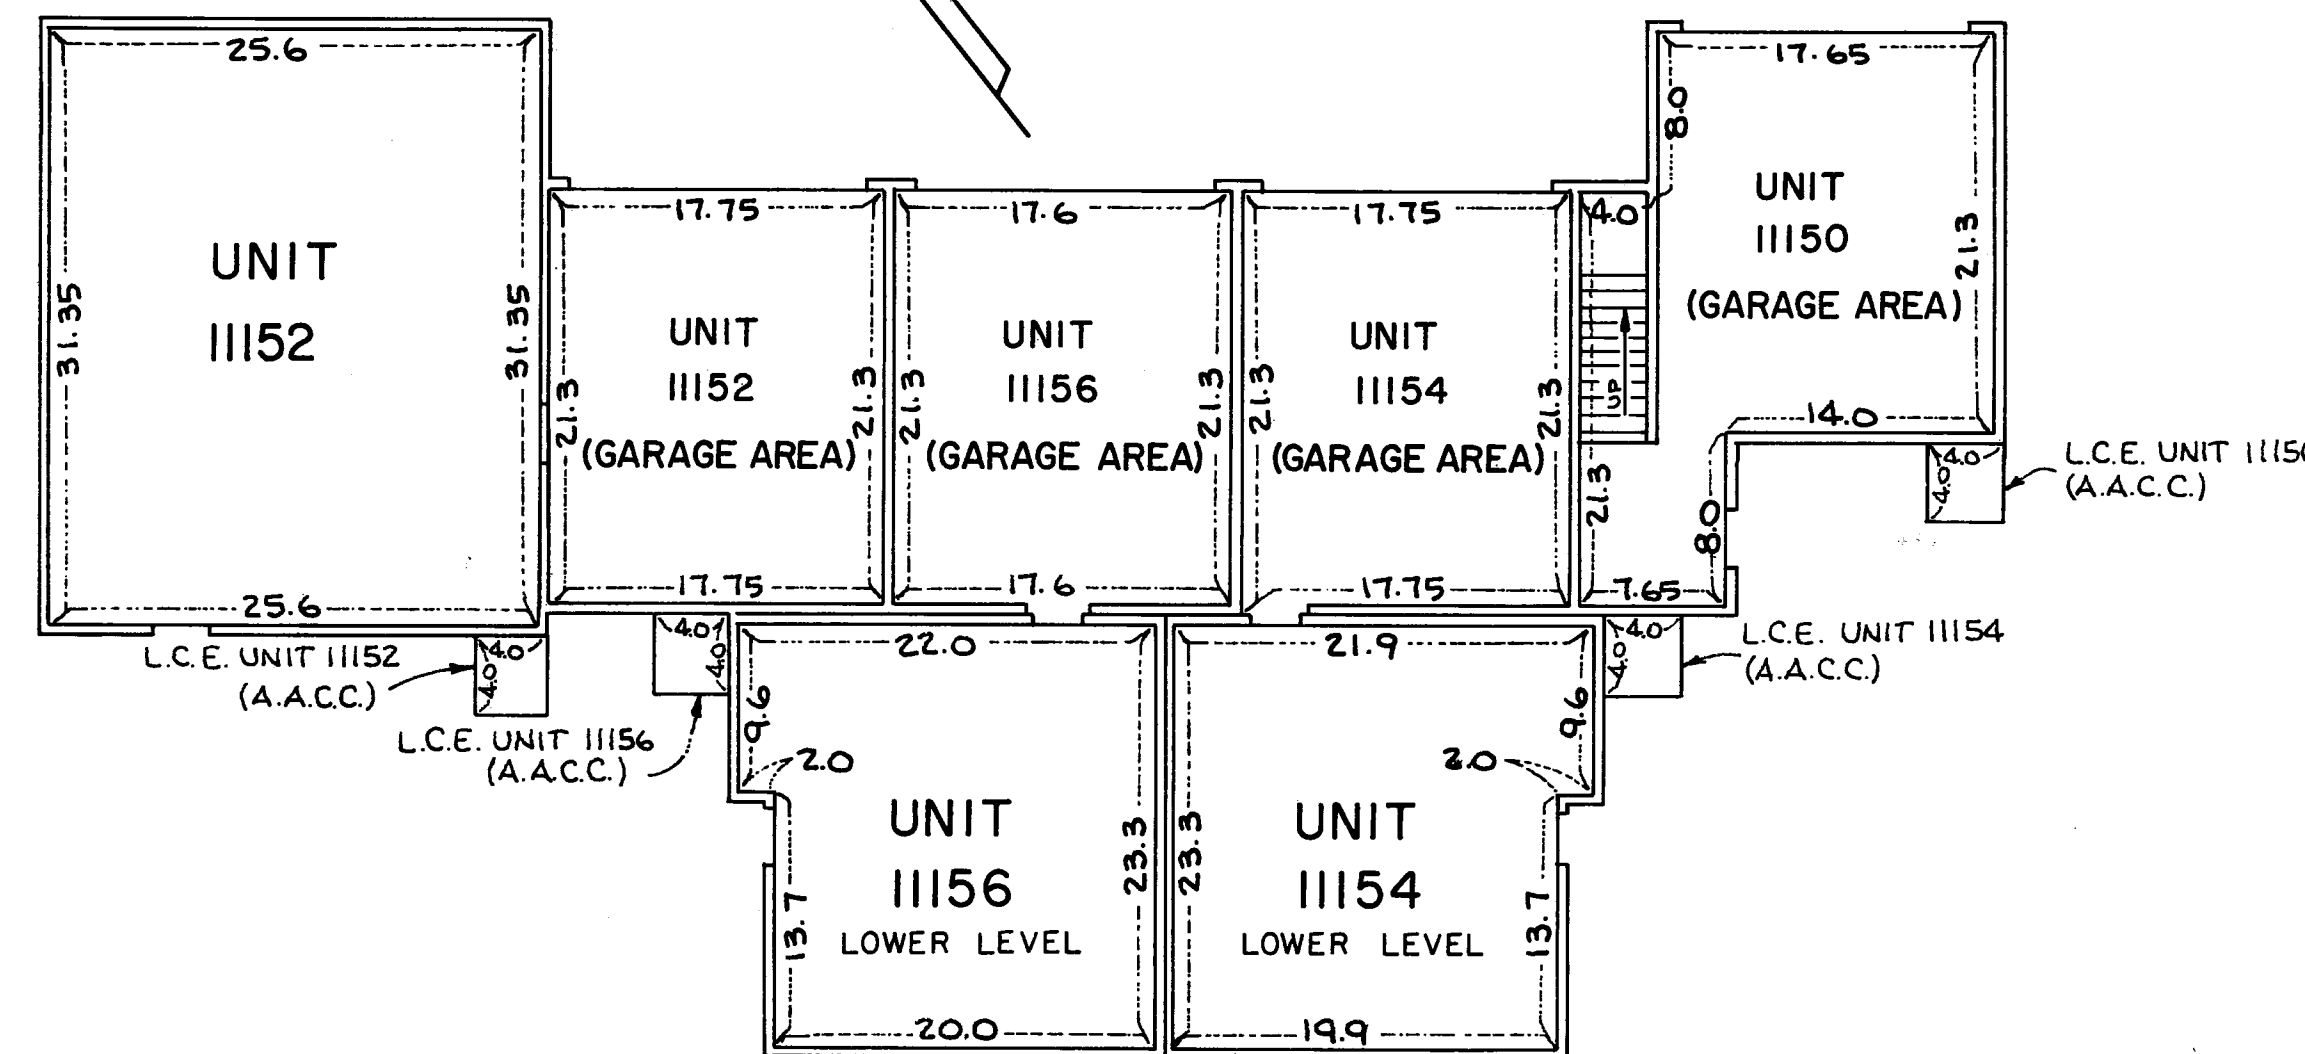 25.6
31.35
31.35
UNIT
11152
25.6
17.75
21.3
21.3
UNIT
11152
(GARAGE AREA)
17.75
17.6
21.3
21.3
UNIT
11156
(GARAGE AREA)
17.6
17.75
21.3
21.3
UNIT
11154
(GARAGE AREA)
17.75
4.0
UP
21.3
7.65
8.0
17.65
8.0
21.3
UNIT
11150
(GARAGE AREA)
14.0
4.0
4.0
L.C.E. UNIT 1115
(A.A.C.C.)
L.C.E. UNIT 11152
(A.A.C.C.)
4.0
4.0
L.C.E. UNIT 11156
(A.A.C.C.)
4.0
4.0
4.0
4.0
L.C.E. UNIT 11154
(A.A.C.C.)
22.0
9.6
2.0
UNIT
11156
LOWER LEVEL
13.7
23.3
20.0
21.9
9.6
2.0
UNIT
11154
LOWER LEVEL
23.3
13.7
19.9